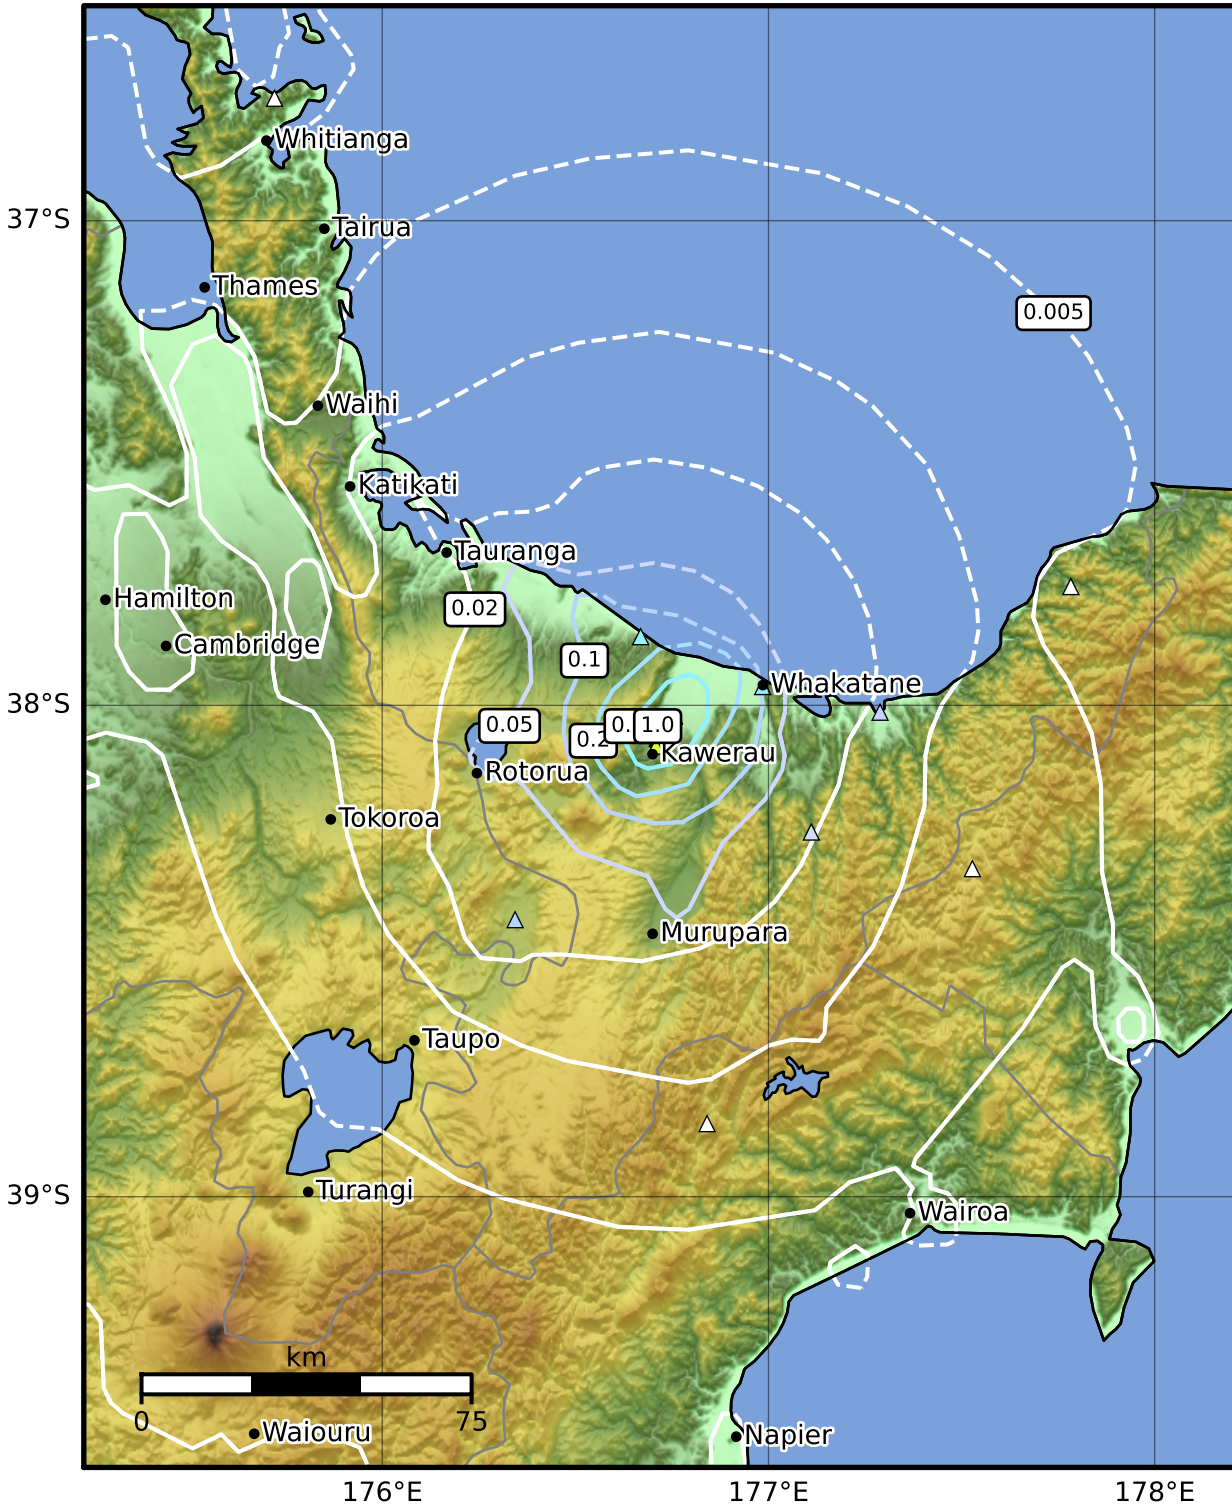 Whitianga
37°S
Tairua
Thames
0.005
Waihi
Katikati
Tauranga
Hamilton
0.02
Cambridge
0.1
38°S
Whakatane
0.05
0.2
1.0
Kawerau
Rotorua
Tokoroa
Murupara
Taupo
39°S
Turangi
Wairoa
km
0
75
Waiouru
Napier
176°E
177°E
178°E